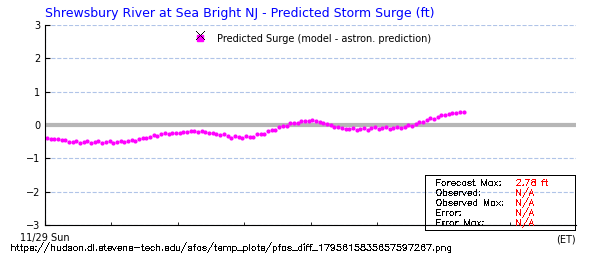 Shrewsbury River at Sea Bright NJ - Predicted Storm Surge (ft)
Predicted Surge (model - astron. prediction)
3
2
1
0
−1
−2
−3
Forecast Max: 2.78 ft
Observed: N/A
Observed Max: N/A
Error: N/A
Error Max: N/A
11/29 Sun
(ET)
https://hudson.dl.stevens-tech.edu/sfas/temp_plots/pfas_diff_1795615835657597267.png